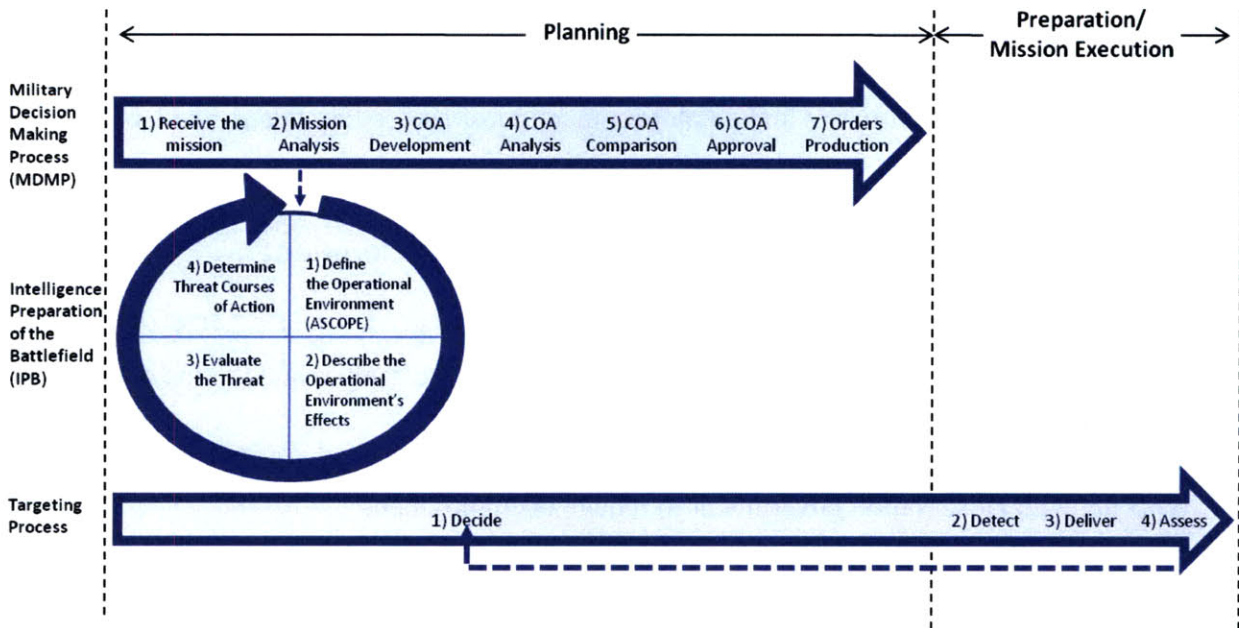 Planning
Preparation/
Mission Execution
Military
Decision
Making
Process
(MDMP)
1) Receive the
mission
2) Mission
Analysis
3) COA
Development
4) COA
Analysis
5) COA
Comparison
6) COA
Approval
7) Orders
Production
Intelligence
Preparation
of the
Battlefield
(IPB)
4) Determine
Threat Courses
of Action
1) Define
the Operational
Environment
(ASCOPE)
3) Evaluate
the Threat
2) Describe the
Operational
Environment's
Effects
Targeting
Process
1) Decide
2) Detect
3) Deliver
4) Assess